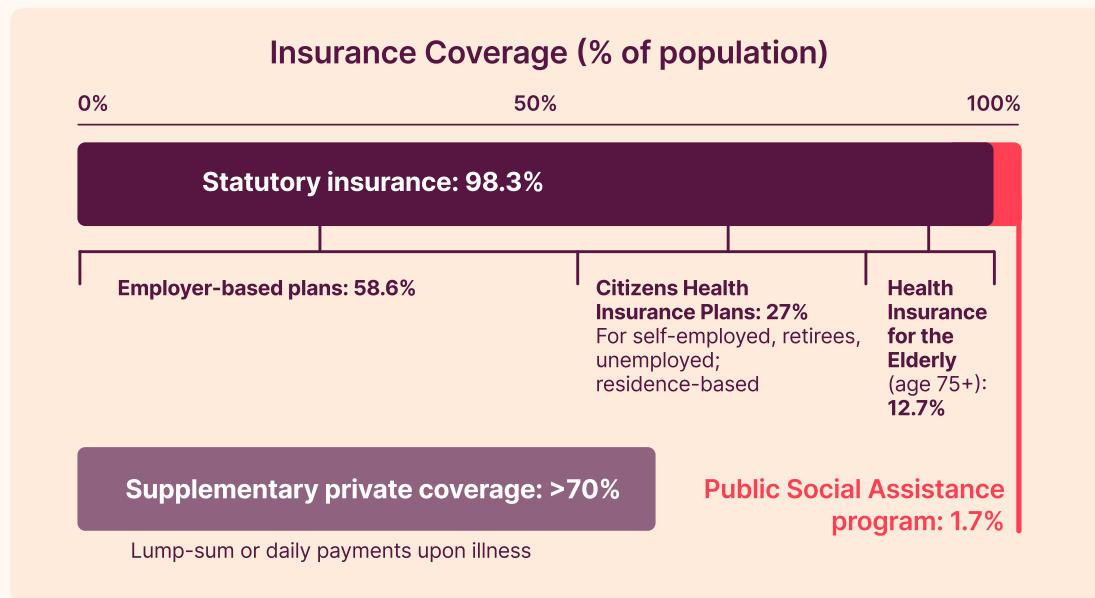 Insurance Coverage (% of population)
0% 50% 100%
Statutory insurance: 98.3%
Employer-based plans: 58.6%
Citizens Health
Insurance Plans: 27%
For self-employed, retirees,
unemployed;
residence-based
Health
Insurance
for the
Elderly
(age 75+):
12.7%
Supplementary private coverage: >70%
Lump-sum or daily payments upon illness
Public Social Assistance
program: 1.7%